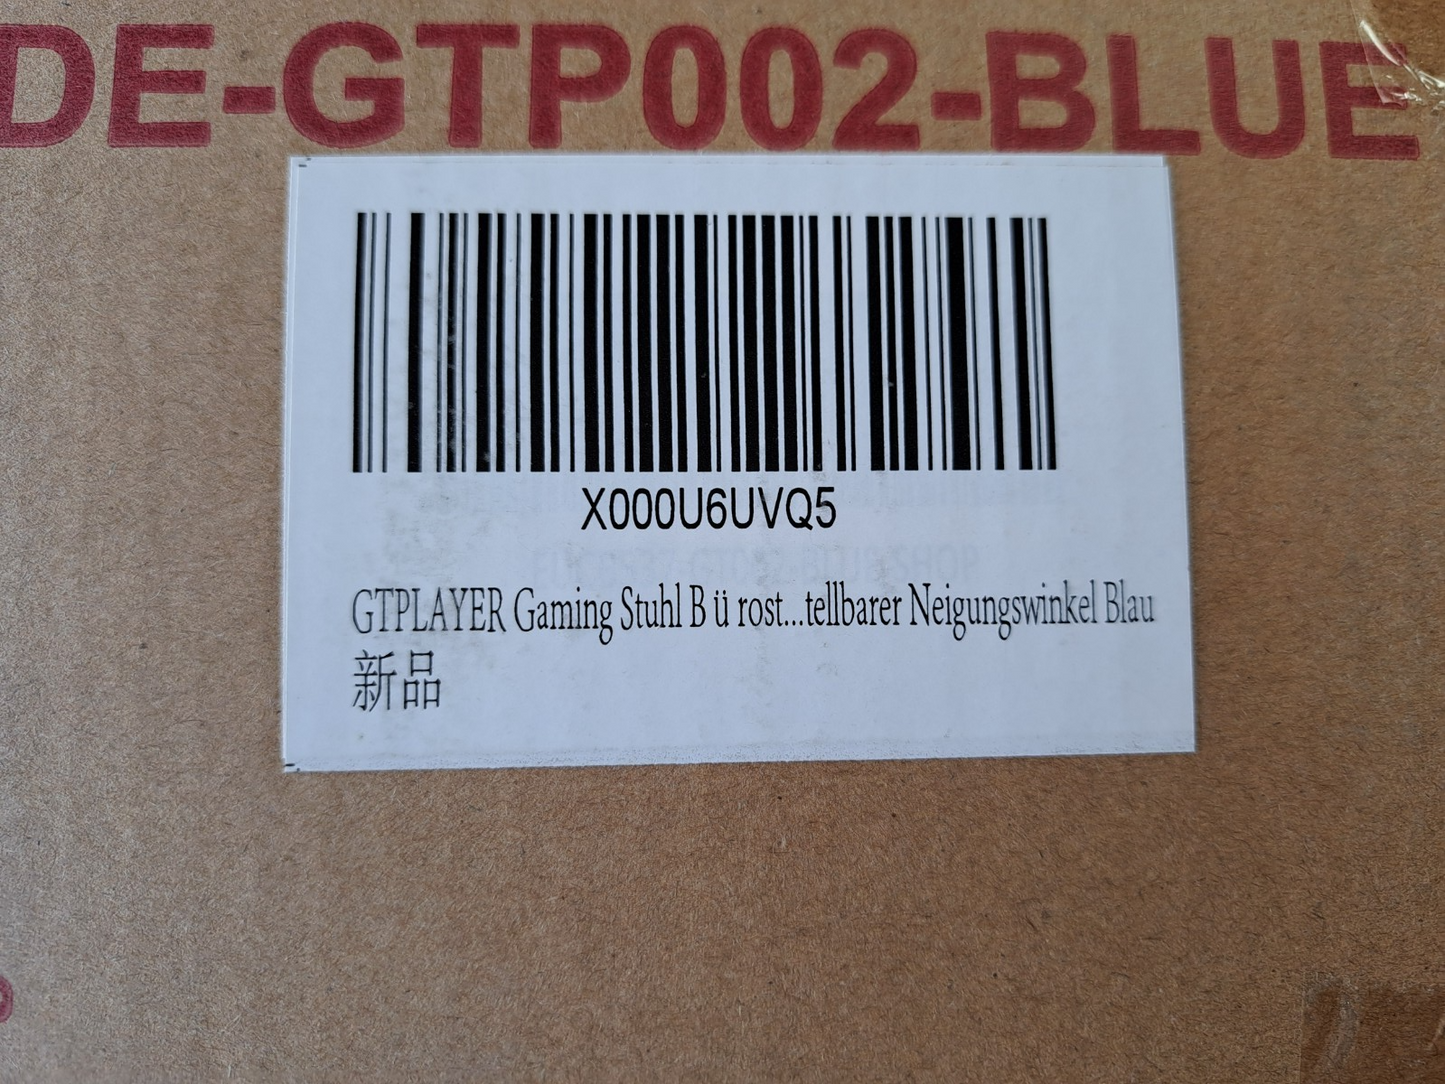 DE-GTP002-BLUE
X000U6UVQ5
GTPLAYER Gaming Stuhl B ü rost...tellbarer Neigungswinkel Blau
新品